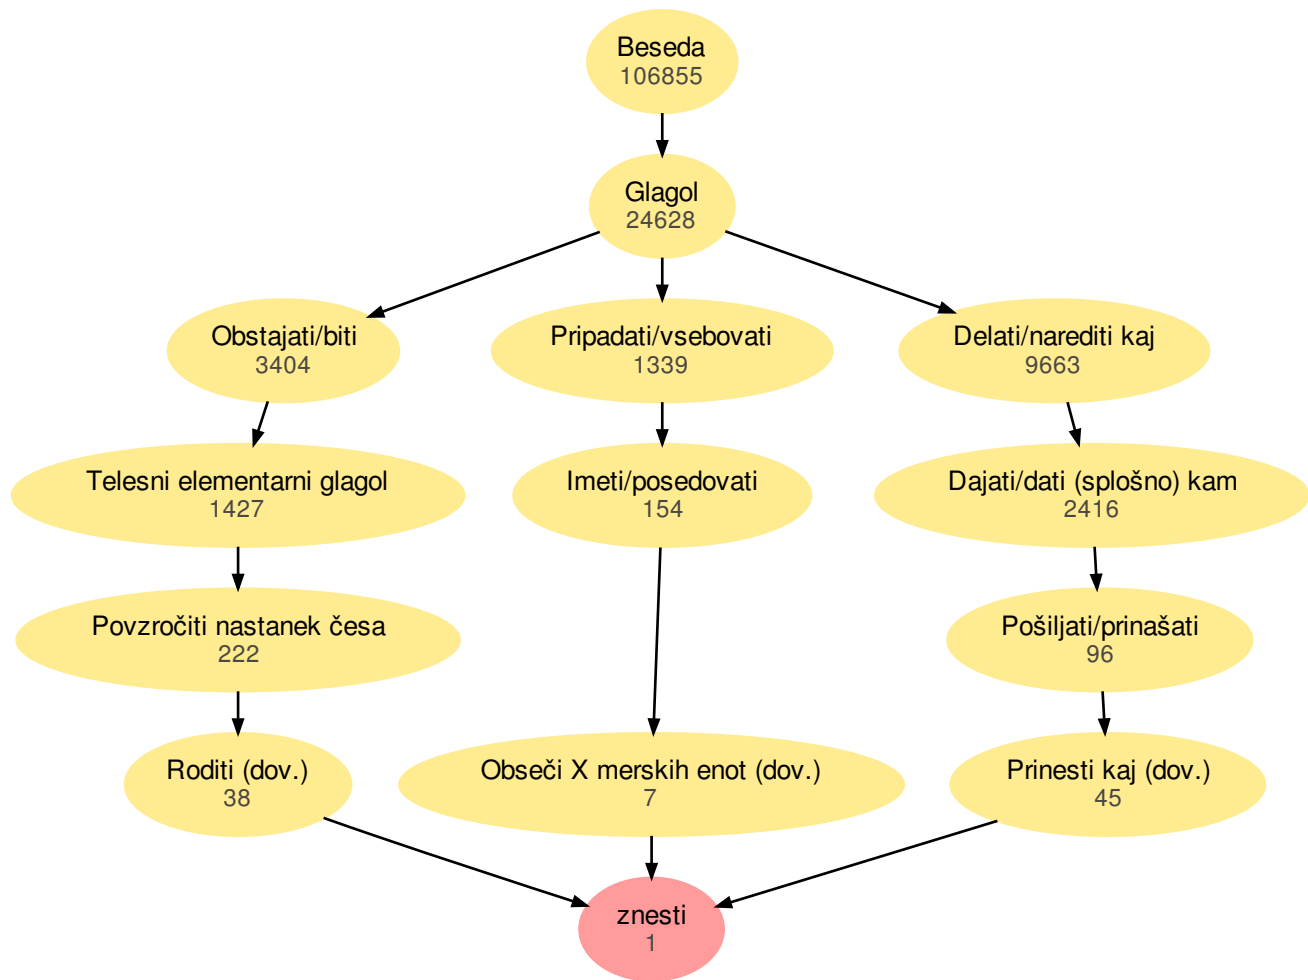 Beseda
106855
Glagol
24628
Obstajati/biti
3404
Pripadati/vsebovati
1339
Delati/narediti kaj
9663
Telesni elementarni glagol
1427
Imeti/posedovati
154
Dajati/dati (splošno) kam
2416
Povzročiti nastanek česa
222
Pošiljati/prinašati
96
Roditi (dov.)
38
Obseči X merskih enot (dov.)
7
Prinesti kaj (dov.)
45
znesti
1